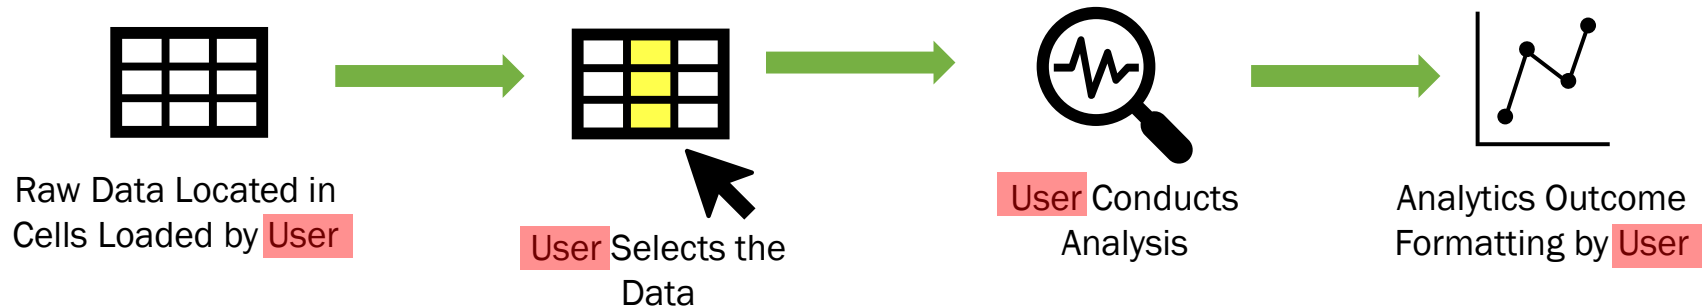 Raw Data Located in
Cells Loaded by User
User Selects the
Data
User Conducts
Analysis
Analytics Outcome
Formatting by User